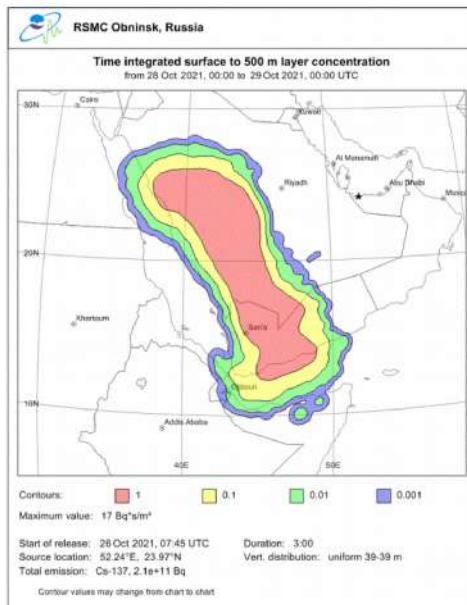 RSMC Obninsk, Russia
Time integrated surface to 500 m layer concentration
from 28 Oct 2021, 00:00 to 29 Oct 2021, 00:00 UTC
30N
Cairo
Kuwait
Al Manamah
Riyadh
Abu Dhabi
20N
Khartoum
San'a
10N
Addis Ababa
40E
50E
Contours:
1
0.1
0.01
0.001
Maximum value: 17 Bq*s/m³
Start of release: 26 Oct 2021, 07:45 UTC
Duration: 3:00
Source location: 52.24°E, 23.97°N
Vert. distribution: uniform 39-39 m
Total emission: Cs-137, 2.1e+11 Bq
Contour values may change from chart to chart